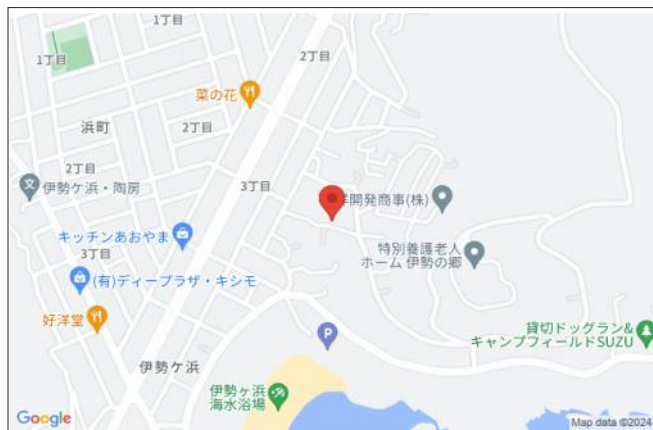 1丁目
1丁目
2丁目
菜の花
浜町
2丁目
2丁目
3丁目
伊勢ケ浜・陶房
開発商事(株)
キッチンあおやま
特別養護老人
ホーム 伊勢の郷
3丁目
(有)ディープラザ・キシモ
好洋堂
P
貸切ドッグラン&
キャンプフィールドSUZU
伊勢ケ浜
伊勢ヶ浜
海水浴場
Google
Map data ©2024